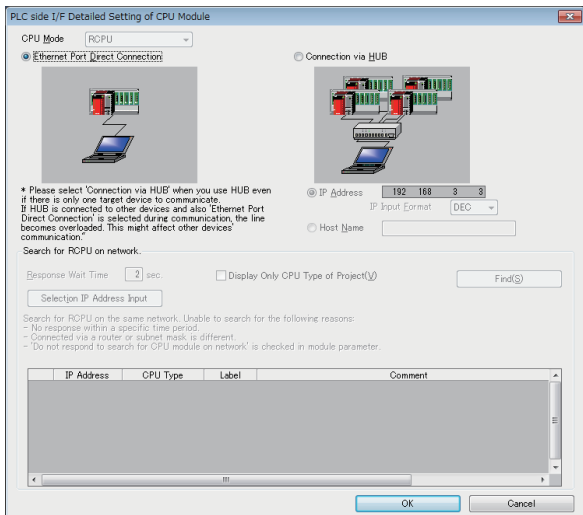 PLC side I/F Detailed Setting of CPU Module
CPU Mode RCPU
Ethernet Port Direct Connection
Connection via HUB
* Please select 'Connection via HUB' when you use HUB even
if there is only one target device to communicate.
If HUB is connected to other devices and also 'Ethernet Port
Direct Connection' is selected during communication, the line
becomes overloaded. This might affect other devices'
communication."
IP Address 192 168 3 3
IP Input Format DEC
Host Name
Search for RCPU on network.
Response Wait Time 2 sec.
Display Only CPU Type of Project(V)
Find(S)
Selection IP Address Input
Search for RCPU on the same network. Unable to search for the following reasons:
- No response within a specific time period.
- Connected via a router or subnet mask is different.
- 'Do not respond to search for CPU module on network' is checked in module parameter.
IP Address CPU Type Label Comment
OK Cancel